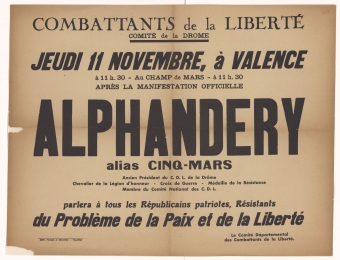 COMBATTANTS de la LIBERTÉ
COMITÉ de la DROME
JEUDI 11 NOVEMBRE, à VALENCE
à 11 h. 30 - Au CHAMP de MARS - à 11 h. 30
APRÈS LA MANIFESTATION OFFICIELLE
ALPHANDERY
alias CINQ-MARS
Ancien Président du C. D. L. de la Drôme
Chevalier de la Légion d'honneur - Croix de Guerre - Médaille de la Résistance
Membre du Comité National des C. D. L.
parlera à tous les Républicains patriotes, Résistants
du Problème de la Paix et de la Liberté
Le Comité Départemental
des Combattants de la Liberté.